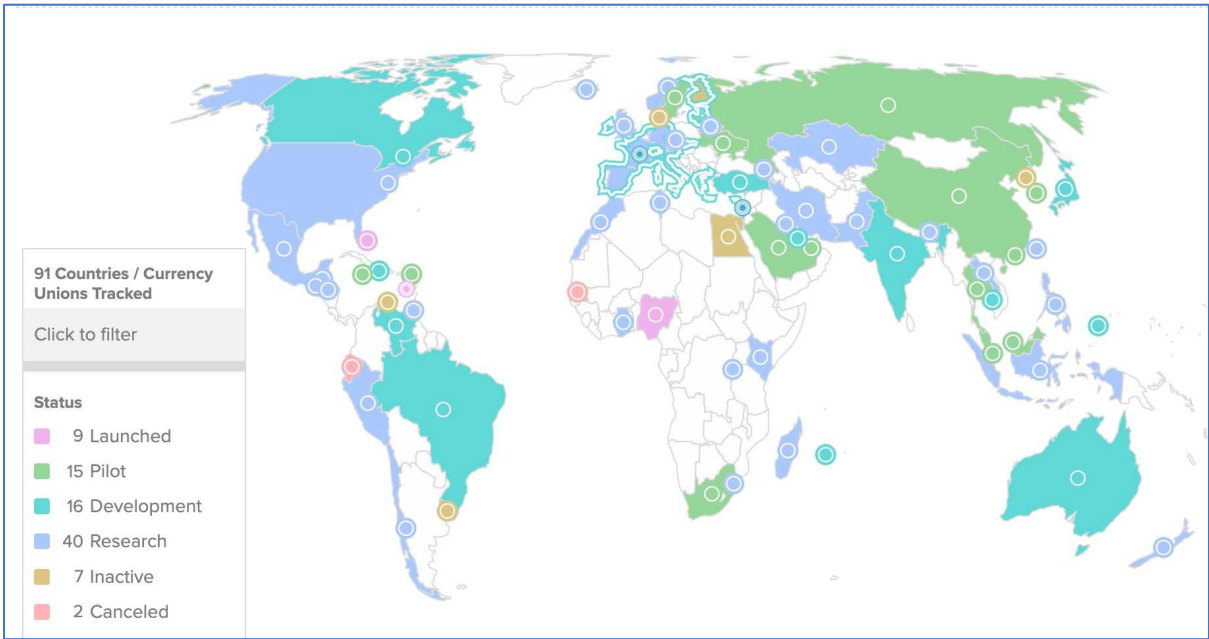 91 Countries / Currency
Unions Tracked
Click to filter
Status
9 Launched
15 Pilot
16 Development
40 Research
7 Inactive
2 Canceled